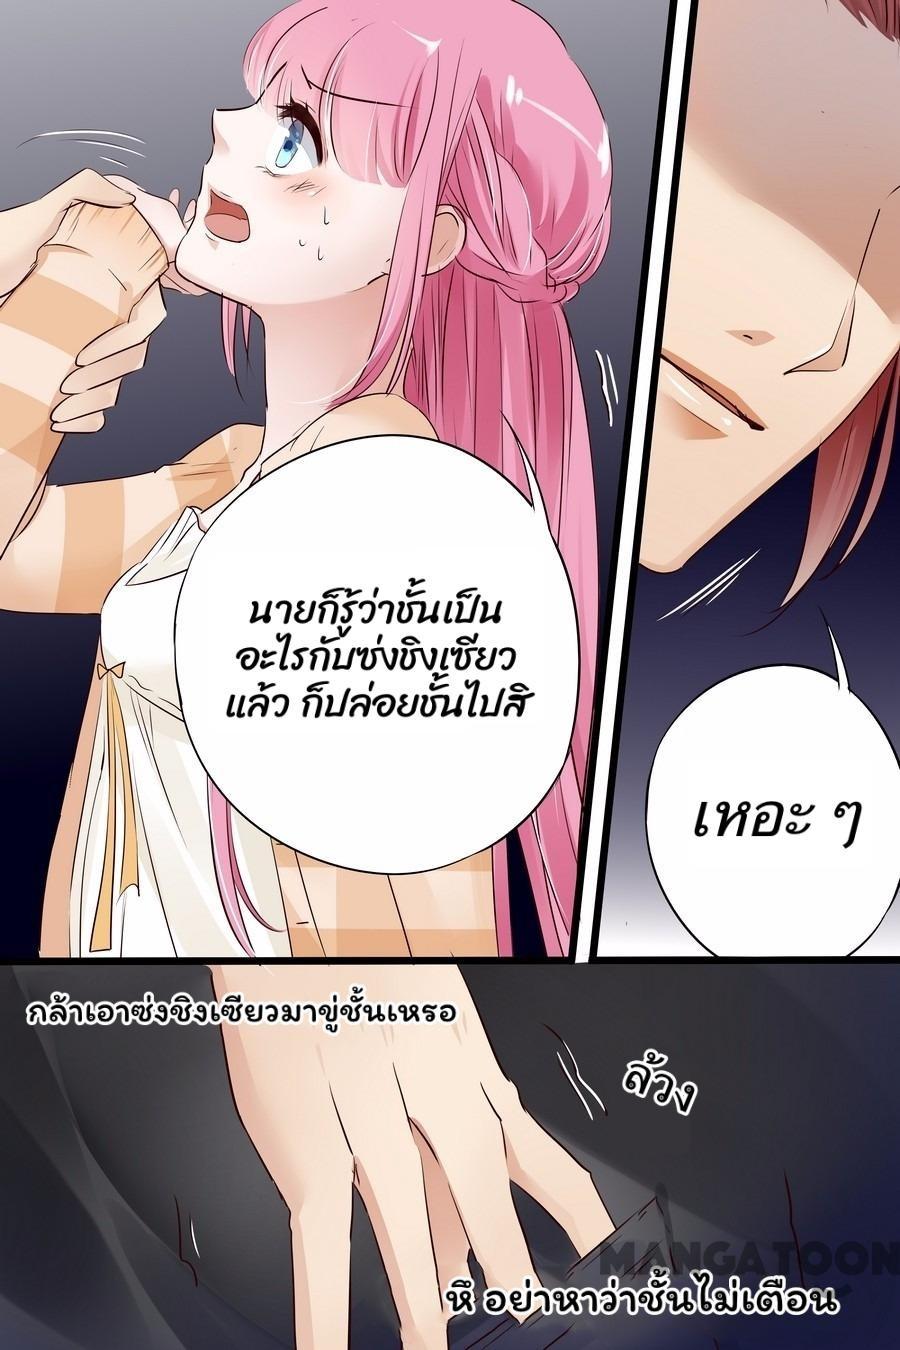 นายก็รู้ว่าชั้นเป็น
อะไรกับซ่งชิงเซียว
แล้ว ก็ปล่อยชั้นไปสิ
เหอะ ๆ
กล้าเอาซ่งชิงเซียวมาขู่ชั้นเหรอ
ล้วง
หึ อย่าหาว่าชั้นไม่เตือน
MANGATOON